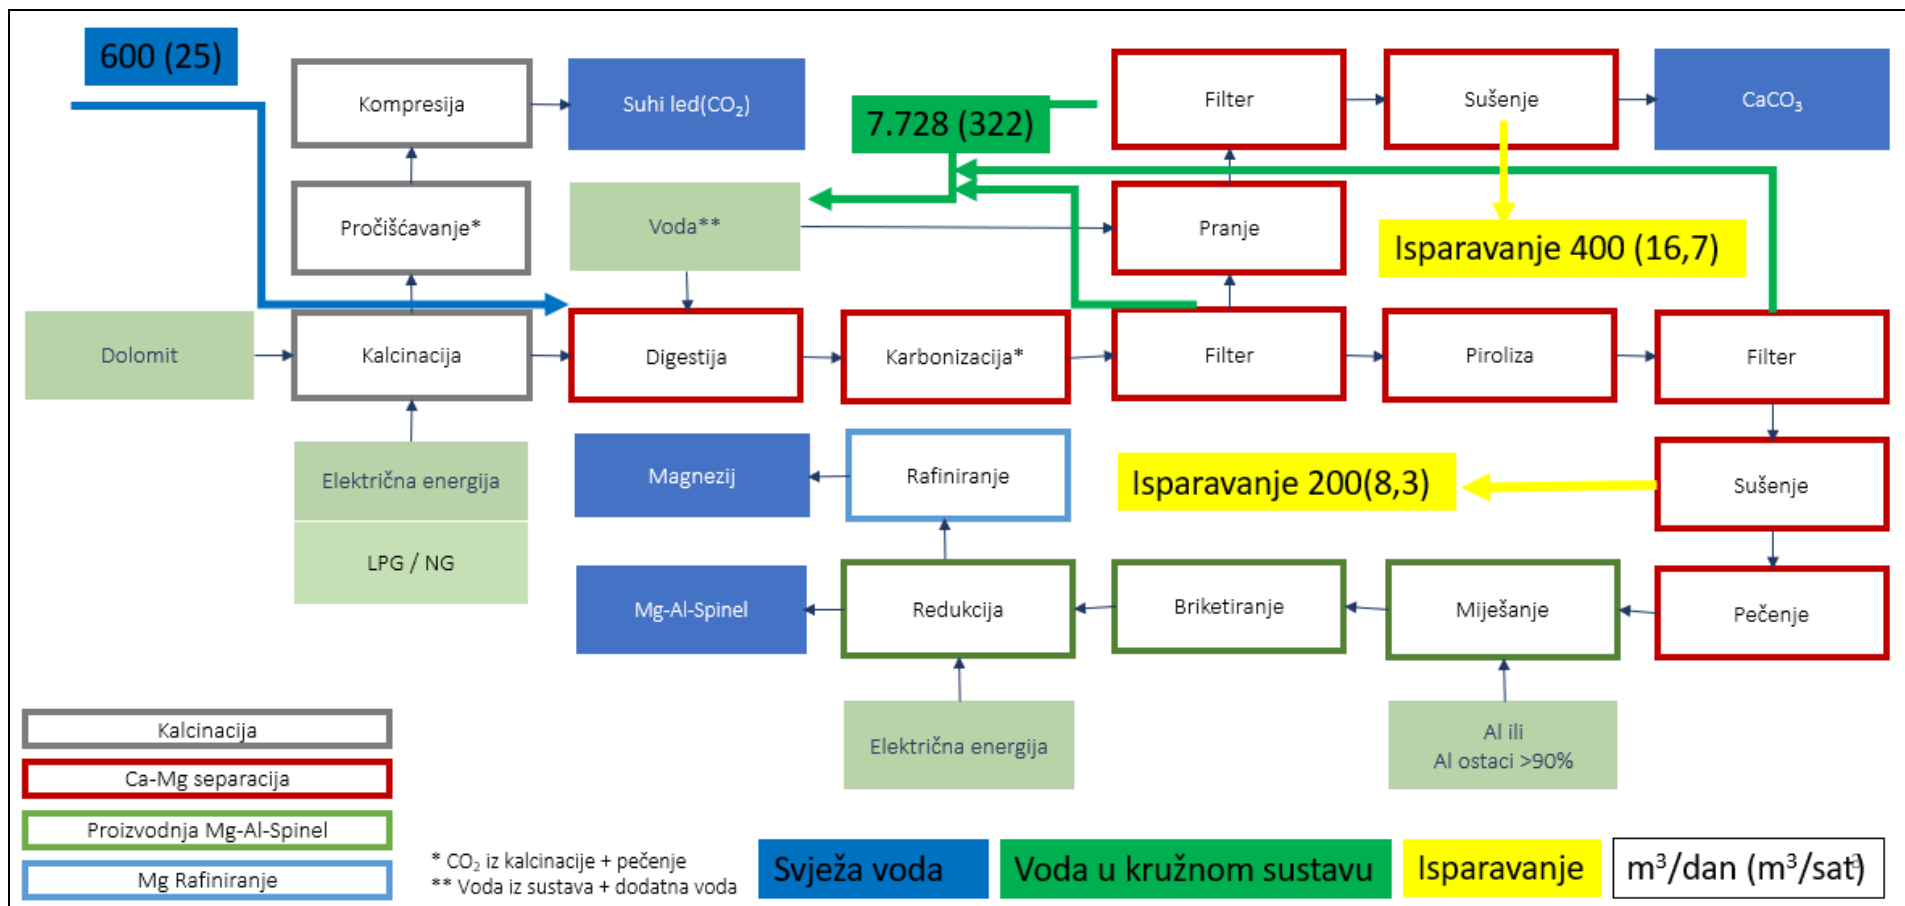 600 (25)
Kompresija
Suhi led(CO₂)
7.728 (322)
Filter
Sušenje
CaCO₃
Pročišćavanje*
Voda**
Pranje
Isparavanje 400 (16,7)
Dolomit
Kalcinacija
Digestija
Karbonizacija*
Filter
Piroliza
Filter
Električna energija
LPG / NG
Magnezij
Rafiniranje
Isparavanje 200(8,3)
Sušenje
Mg-Al-Spinel
Redukcija
Briketiranje
Miješanje
Pečenje
Električna energija
Al ili
Al ostaci >90%
Kalcinacija
Ca-Mg separacija
Proizvodnja Mg-Al-Spinel
Mg Rafiniranje
* CO₂ iz kalcinacije + pečenje
** Voda iz sustava + dodatna voda
Svježa voda
Voda u kružnom sustavu
Isparavanje
m³/dan (m³/sat)